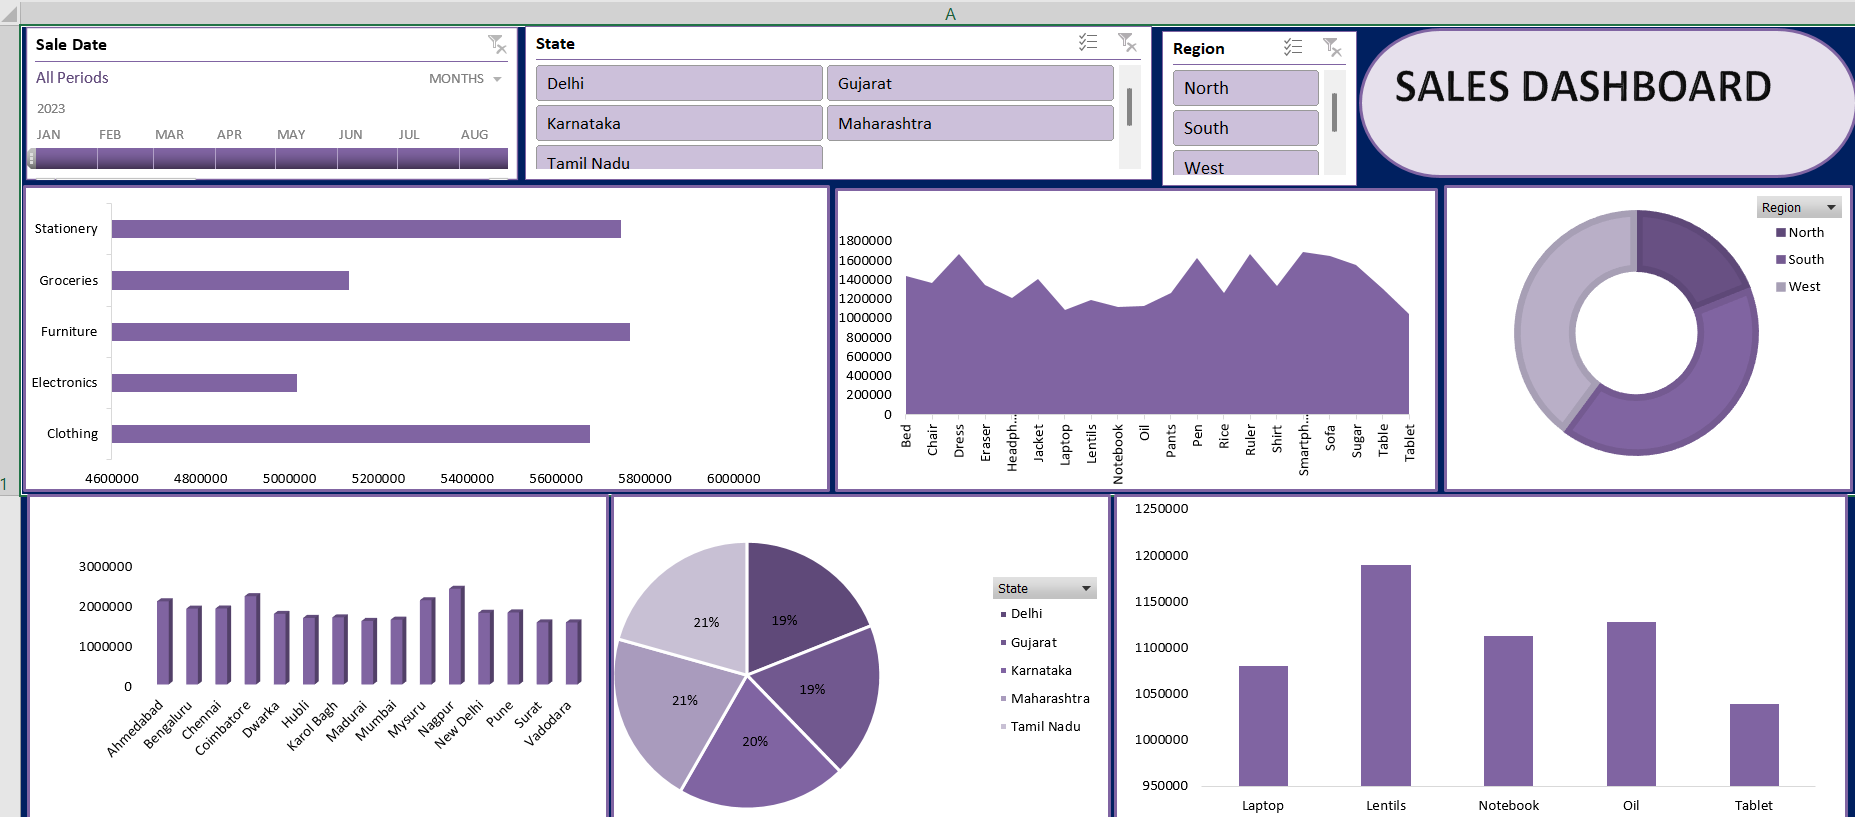 A
Sale Date
All Periods
MONTHS
2023
JAN FEB MAR APR MAY JUN JUL AUG
State
Delhi
Gujarat
Karnataka
Maharashtra
Tamil Nadu
Region
North
South
West
SALES DASHBOARD
1
Stationery
Groceries
Furniture
Electronics
Clothing
4600000 4800000 5000000 5200000 5400000 5600000 5800000 6000000
1800000
1600000
1400000
1200000
1000000
800000
600000
400000
200000
0
Bed
Chair
Dress
Eraser
Headph...
Jacket
Laptop
Lentils
Notebook
Oil
Pants
Pen
Rice
Ruler
Shirt
Smartph...
Sofa
Sugar
Table
Tablet
Region
North
South
West
3000000
2000000
1000000
0
Ahmedabad
Bengaluru
Chennai
Coimbatore
Dwarka
Hubli
Karol Bagh
Madurai
Mumbai
Mysuru
Nagpur
New Delhi
Pune
Surat
Vadodara
21%
19%
19%
21%
20%
State
Delhi
Gujarat
Karnataka
Maharashtra
Tamil Nadu
1250000
1200000
1150000
1100000
1050000
1000000
950000
Laptop Lentils Notebook Oil Tablet